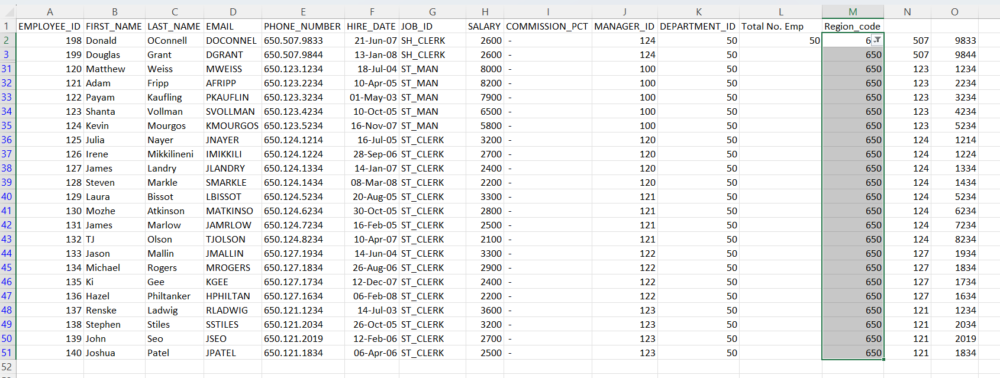 A B C D E F G H I J K L M N O
1 EMPLOYEE_ID FIRST_NAME LAST_NAME EMAIL PHONE_NUMBER HIRE_DATE JOB_ID SALARY COMMISSION_PCT MANAGER_ID DEPARTMENT_ID Total No. Emp Region_code
2 198 Donald OConnell DOCONNEL 650.507.9833 21-Jun-07 SH_CLERK 2600 - 124 50 50 6 507 9833
3 199 Douglas Grant DGRANT 650.507.9844 13-Jan-08 SH_CLERK 2600 - 124 50 650 507 9844
31 120 Matthew Weiss MWEISS 650.123.1234 18-Jul-04 ST_MAN 8000 - 100 50 650 123 1234
32 121 Adam Fripp AFRIPP 650.123.2234 10-Apr-05 ST_MAN 8200 - 100 50 650 123 2234
33 122 Payam Kaufling PKAUFLIN 650.123.3234 01-May-03 ST_MAN 7900 - 100 50 650 123 3234
34 123 Shanta Vollman SVOLLMAN 650.123.4234 10-Oct-05 ST_MAN 6500 - 100 50 650 123 4234
35 124 Kevin Mourgos KMOURGOS 650.123.5234 16-Nov-07 ST_MAN 5800 - 100 50 650 123 5234
36 125 Julia Nayer JNAYER 650.124.1214 16-Jul-05 ST_CLERK 3200 - 120 50 650 124 1214
37 126 Irene Mikkilineni IMIKKILI 650.124.1224 28-Sep-06 ST_CLERK 2700 - 120 50 650 124 1224
38 127 James Landry JLANDRY 650.124.1334 14-Jan-07 ST_CLERK 2400 - 120 50 650 124 1334
39 128 Steven Markle SMARKLE 650.124.1434 08-Mar-08 ST_CLERK 2200 - 120 50 650 124 1434
40 129 Laura Bissot LBISSOT 650.124.5234 20-Aug-05 ST_CLERK 3300 - 121 50 650 124 5234
41 130 Mozhe Atkinson MATKINSO 650.124.6234 30-Oct-05 ST_CLERK 2800 - 121 50 650 124 6234
42 131 James Marlow JAMRLOW 650.124.7234 16-Feb-05 ST_CLERK 2500 - 121 50 650 124 7234
43 132 TJ Olson TJOLSON 650.124.8234 10-Apr-07 ST_CLERK 2100 - 121 50 650 124 8234
44 133 Jason Mallin JMALLIN 650.127.1934 14-Jun-04 ST_CLERK 3300 - 122 50 650 127 1934
45 134 Michael Rogers MROGERS 650.127.1834 26-Aug-06 ST_CLERK 2900 - 122 50 650 127 1834
46 135 Ki Gee KGEE 650.127.1734 12-Dec-07 ST_CLERK 2400 - 122 50 650 127 1734
47 136 Hazel Philtanker HPHILTAN 650.127.1634 06-Feb-08 ST_CLERK 2200 - 122 50 650 127 1634
48 137 Renske Ladwig RLADWIG 650.121.1234 14-Jul-03 ST_CLERK 3600 - 123 50 650 121 1234
49 138 Stephen Stiles SSTILES 650.121.2034 26-Oct-05 ST_CLERK 3200 - 123 50 650 121 2034
50 139 John Seo JSEO 650.121.2019 12-Feb-06 ST_CLERK 2700 - 123 50 650 121 2019
51 140 Joshua Patel JPATEL 650.121.1834 06-Apr-06 ST_CLERK 2500 - 123 50 650 121 1834
52